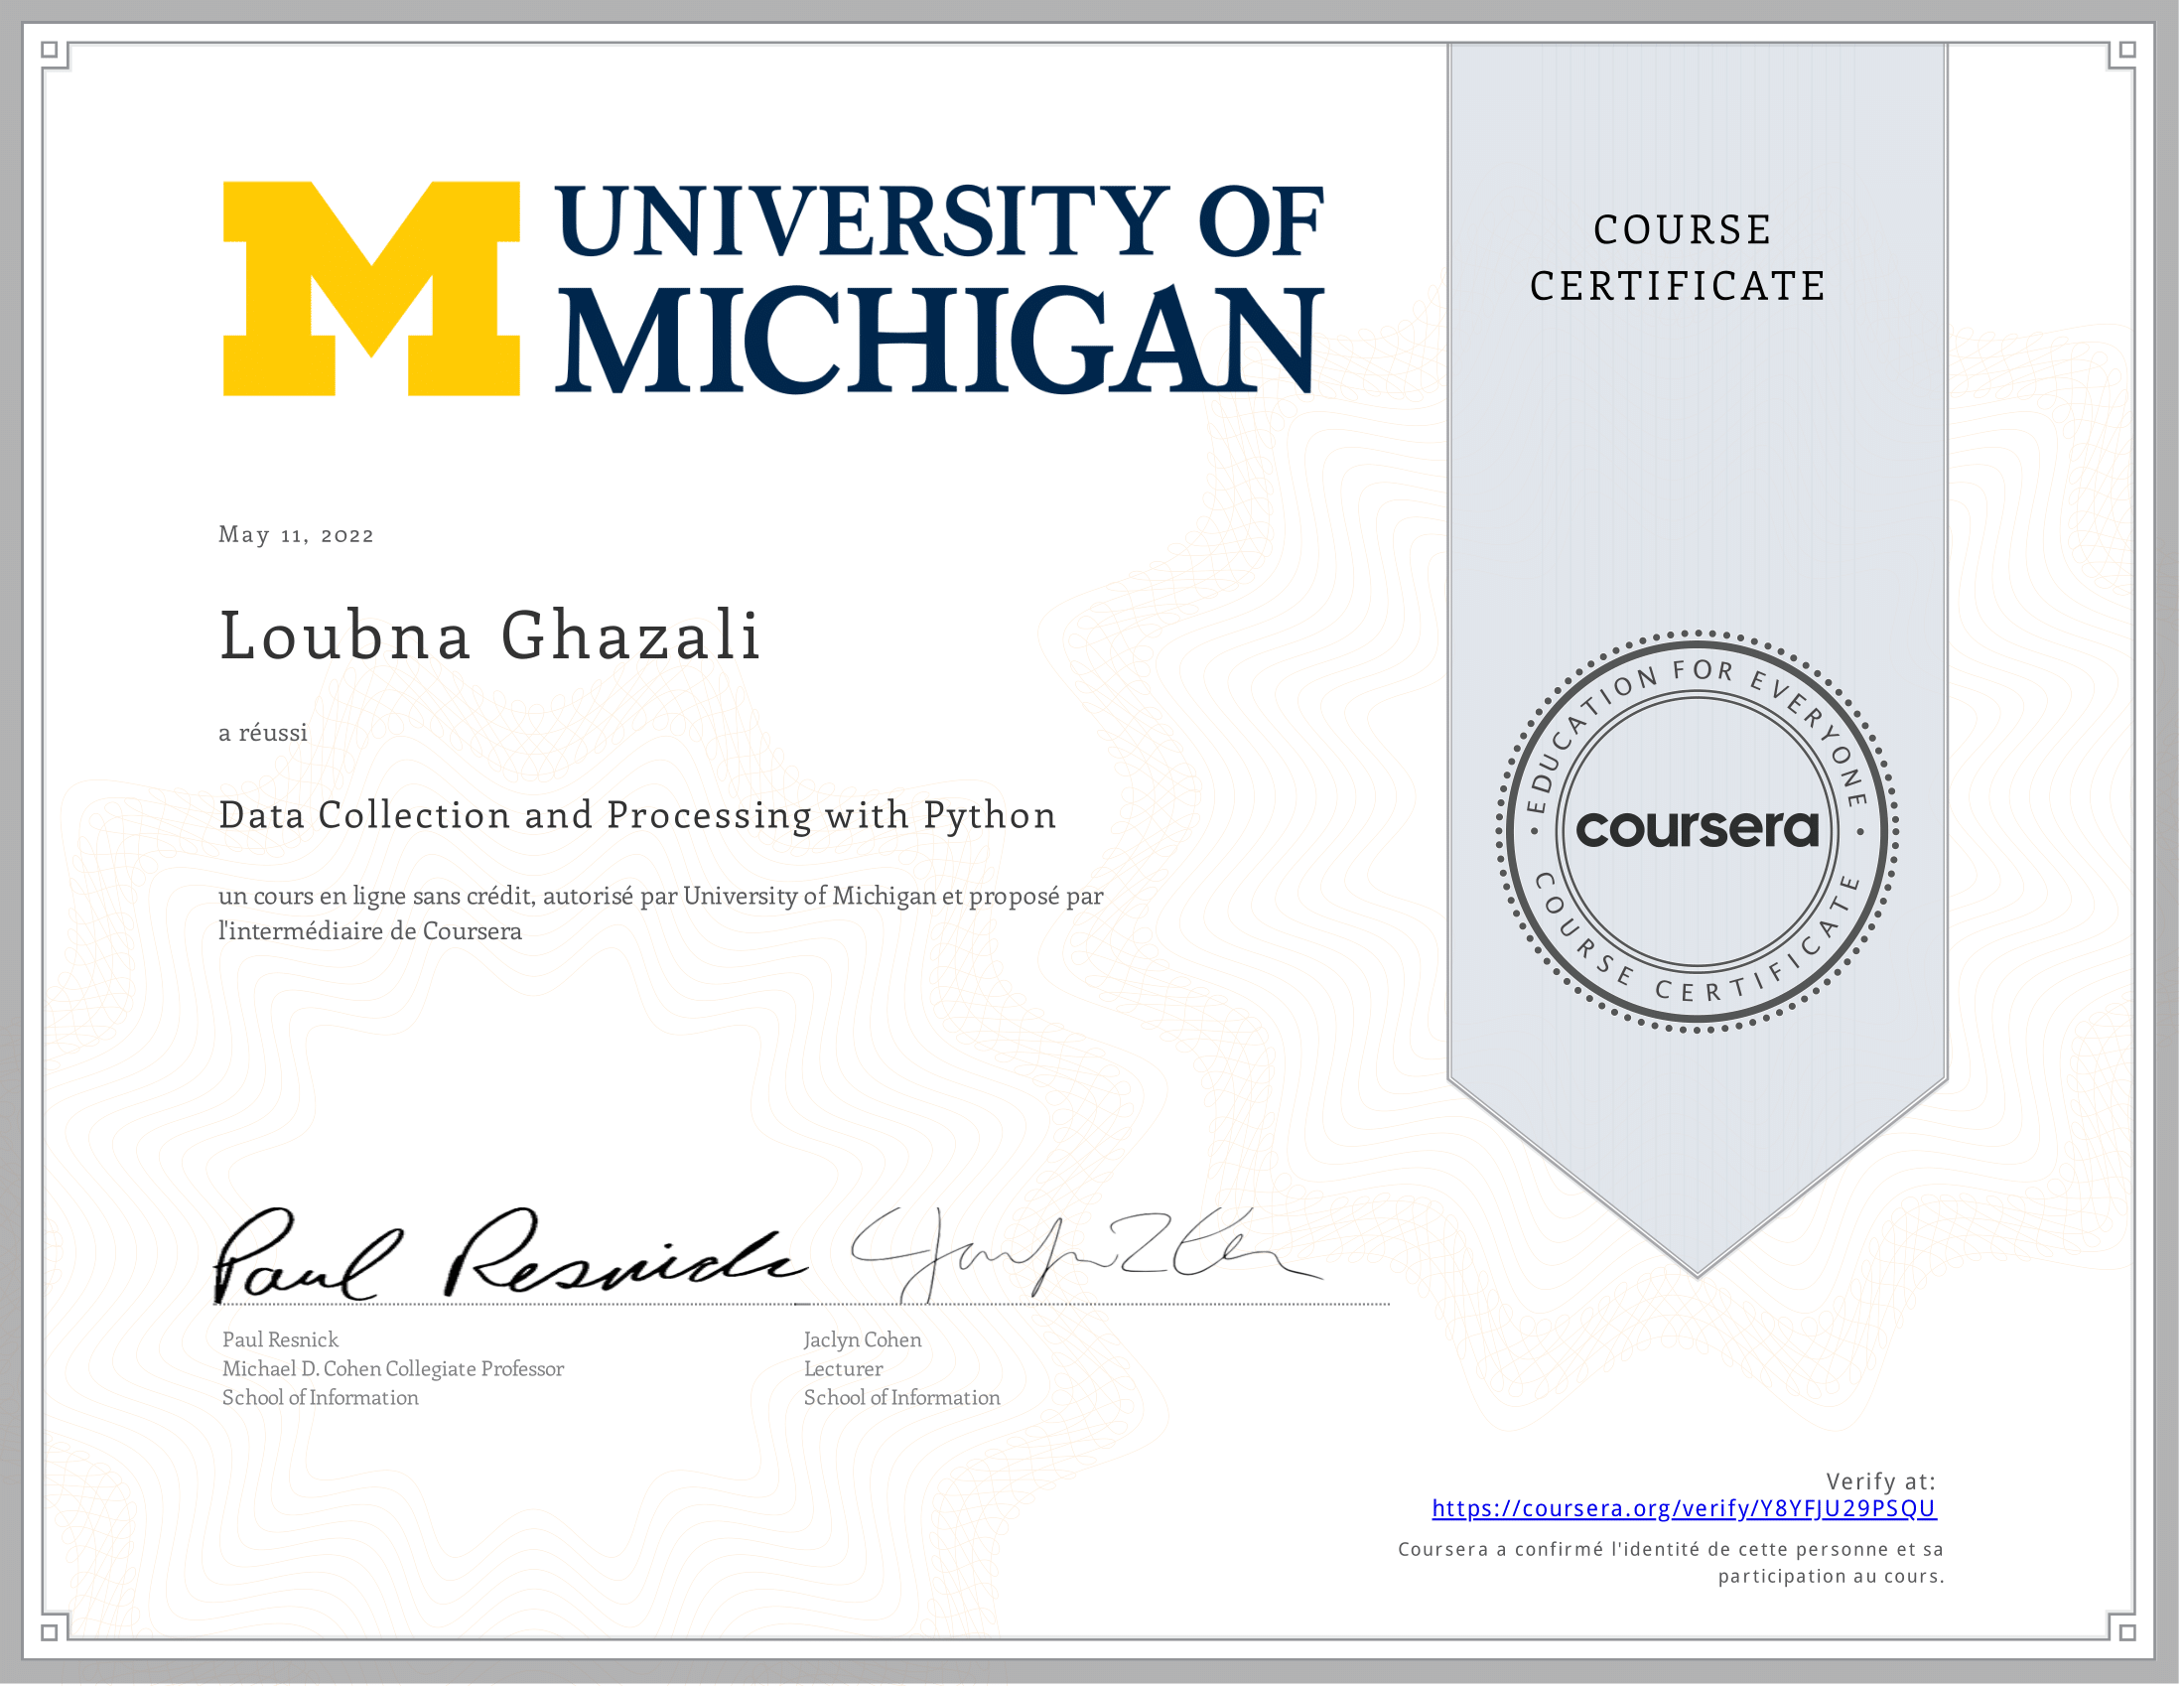 UNIVERSITY OF
MICHIGAN
COURSE
CERTIFICATE
May 11, 2022
Loubna Ghazali
a réussi
Data Collection and Processing with Python
un cours en ligne sans crédit, autorisé par University of Michigan et proposé par
l'intermédiaire de Coursera
EDUCATION FOR EVERYONE
coursera
COURSE CERTIFICATE
Paul Resnick
Paul Resnick
Michael D. Cohen Collegiate Professor
School of Information
Jaclyn Cohen
Lecturer
School of Information
Verify at:
https://coursera.org/verify/Y8YFJU29PSQU
Coursera a confirmé l'identité de cette personne et sa
participation au cours.